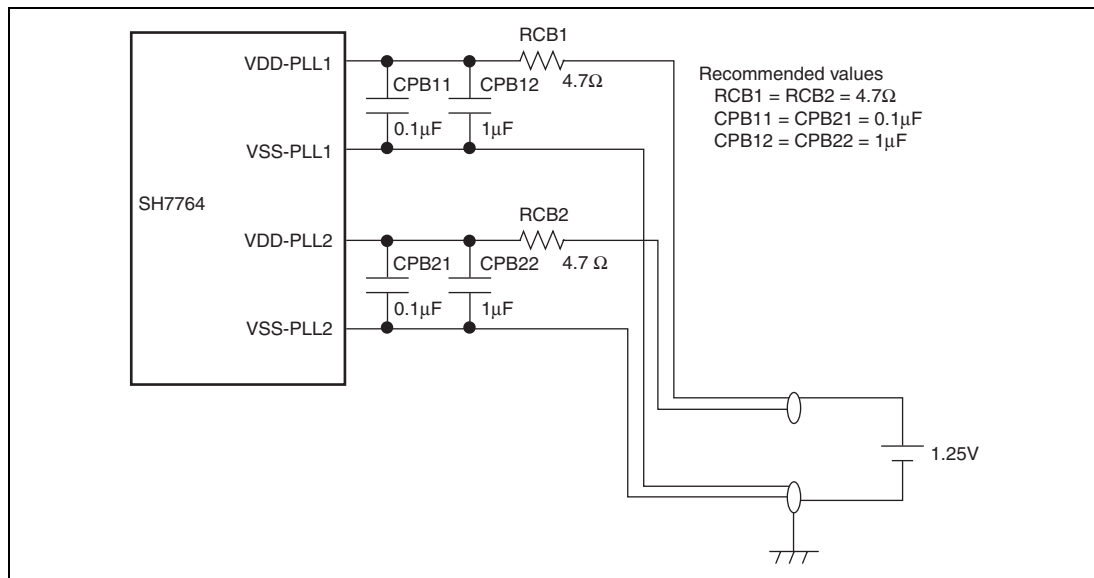 RCB1
VDD-PLL1
CPB11
CPB12
4.7Ω
0.1μF
1μF
VSS-PLL1
SH7764
RCB2
VDD-PLL2
CPB21
CPB22
4.7 Ω
0.1μF
1μF
VSS-PLL2
Recommended values
RCB1 = RCB2 = 4.7Ω
CPB11 = CPB21 = 0.1μF
CPB12 = CPB22 = 1μF
1.25V